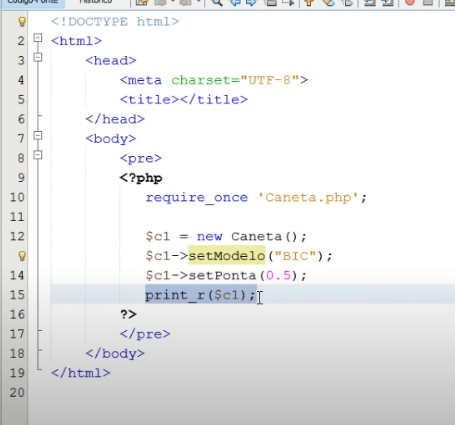 Código-Fonte Histórico
<!DOCTYPE html>
2 <html>
3 <head>
4 <meta charset="UTF-8">
5 <title></title>
6 </head>
7 <body>
8 <pre>
9 <?php
10 require_once 'Caneta.php';
11
12 $c1 = new Caneta();
$c1->setModelo("BIC");
14 $c1->setPonta(0.5);
15 print_r($c1);
16 ?>
17 </pre>
18 </body>
19 </html>
20